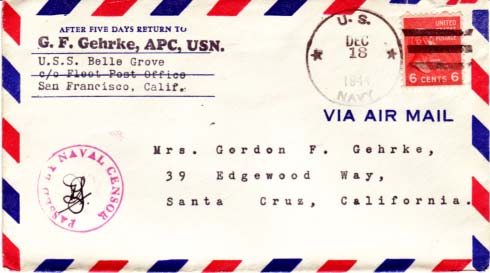 AFTER FIVE DAYS RETURN TO
G. F. Gehrke, APC, USN.
U.S.S. Belle Grove
c/o Fleet Post Office
San Francisco, Calif.
U. S.
DEC
18
NAVY
UNITED
POSTAGE
6 CENTS 6
VIA AIR MAIL
PASSED BY NAVAL CENSOR
Mrs. Gordon F. Gehrke,
39 Edgewood Way,
Santa Cruz, California.